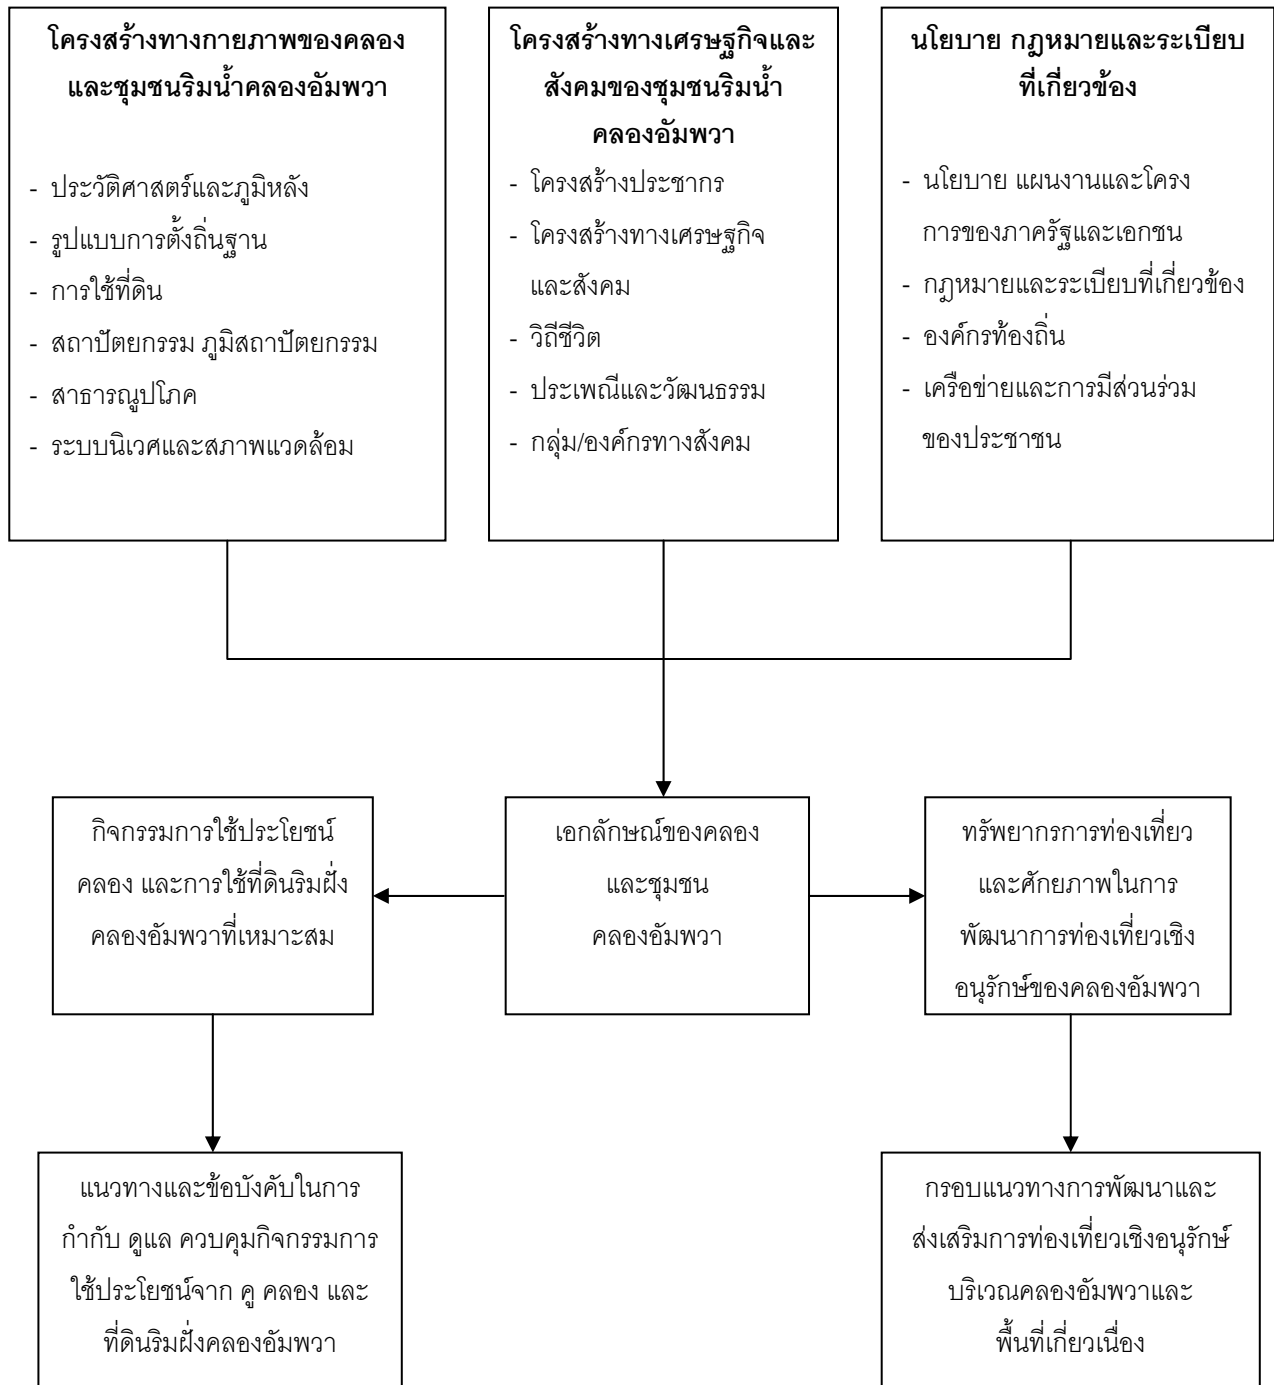 โครงสร้างทางกายภาพของคลอง
และชุมชนริมน้ำคลองอัมพวา
- ประวัติศาสตร์และภูมิหลัง
- รูปแบบการตั้งถิ่นฐาน
- การใช้ที่ดิน
- สถาปัตยกรรม ภูมิสถาปัตยกรรม
- สาธารณูปโภค
- ระบบนิเวศและสภาพแวดล้อม
โครงสร้างทางเศรษฐกิจและ
สังคมของชุมชนริมน้ำ
คลองอัมพวา
- โครงสร้างประชากร
- โครงสร้างทางเศรษฐกิจ
และสังคม
- วิถีชีวิต
- ประเพณีและวัฒนธรรม
- กลุ่ม/องค์กรทางสังคม
นโยบาย กฎหมายและระเบียบ
ที่เกี่ยวข้อง
- นโยบาย แผนงานและโครง
การของภาครัฐและเอกชน
- กฎหมายและระเบียบที่เกี่ยวข้อง
- องค์กรท้องถิ่น
- เครือข่ายและการมีส่วนร่วม
ของประชาชน
กิจกรรมการใช้ประโยชน์
คลอง และการใช้ที่ดินริมฝั่ง
คลองอัมพวาที่เหมาะสม
เอกลักษณ์ของคลอง
และชุมชน
คลองอัมพวา
ทรัพยากรการท่องเที่ยว
และศักยภาพในการ
พัฒนาการท่องเที่ยวเชิง
อนุรักษ์ของคลองอัมพวา
แนวทางและข้อบังคับในการ
กำกับ ดูแล ควบคุมกิจกรรมการ
ใช้ประโยชน์จาก คู คลอง และ
ที่ดินริมฝั่งคลองอัมพวา
กรอบแนวทางการพัฒนาและ
ส่งเสริมการท่องเที่ยวเชิงอนุรักษ์
บริเวณคลองอัมพวาและ
พื้นที่เกี่ยวเนื่อง